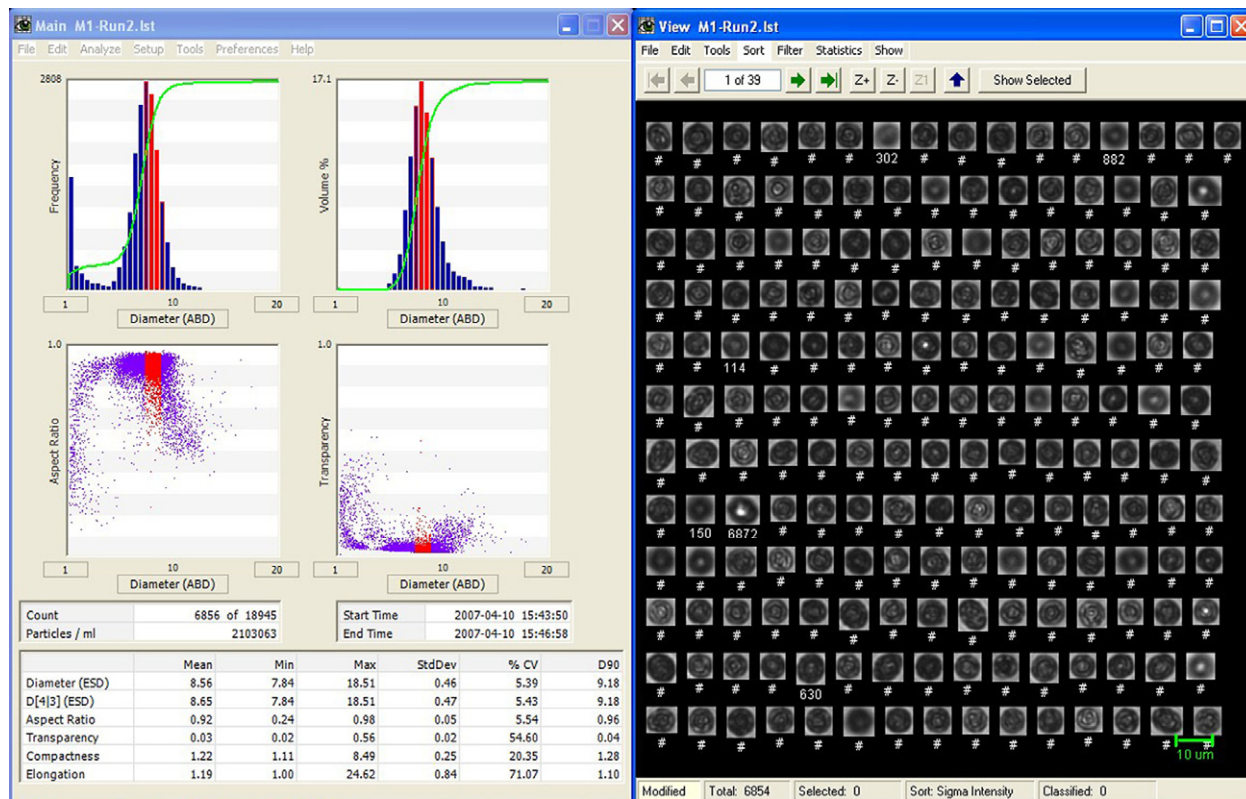 Main M1-Run2.lst
File Edit Analyze Setup Tools Preferences Help
2808
Frequency
1 10 20
Diameter (ABD)
17.1
Volume %
1 10 20
Diameter (ABD)
1.0
Aspect Ratio
1 10 20
Diameter (ABD)
1.0
Transparency
1 10 20
Diameter (ABD)
Count 6856 of 18945
Particles / ml 2103063
Start Time 2007-04-10 15:43:50
End Time 2007-04-10 15:46:58
Mean Min Max StdDev % CV D90
Diameter (ESD) 8.56 7.84 18.51 0.46 5.39 9.18
D[4|3] (ESD) 8.65 7.84 18.51 0.47 5.43 9.18
Aspect Ratio 0.92 0.24 0.98 0.05 5.54 0.96
Transparency 0.03 0.02 0.56 0.02 54.60 0.04
Compactness 1.22 1.11 8.49 0.25 20.35 1.28
Elongation 1.19 1.00 24.62 0.84 71.07 1.10
View M1-Run2.lst
File Edit Tools Sort Filter Statistics Show
1 of 39 Z+ Z- Z1 Show Selected
# # # # # # 302 # # # # # 882 # # #
# # # # # # # # # # # # # # #
# # # # # # # # # # # # # # #
# # # # # # # # # # # # # # #
# # 114 # # # # # # # # # # # #
# # # # # # # # # # # # # # #
# # # # # # # # # # # # # # #
# 150 6872 # # # # # # # # # # # #
# # # # # # # # # # # # # # #
# # # # # # # # # # # # # # #
# # # # 630 # # # # # # # # # #
# # # # # # # # # # # # # # #
10 um
Modified Total: 6854 Selected: 0 Sort: Sigma Intensity Classified: 0